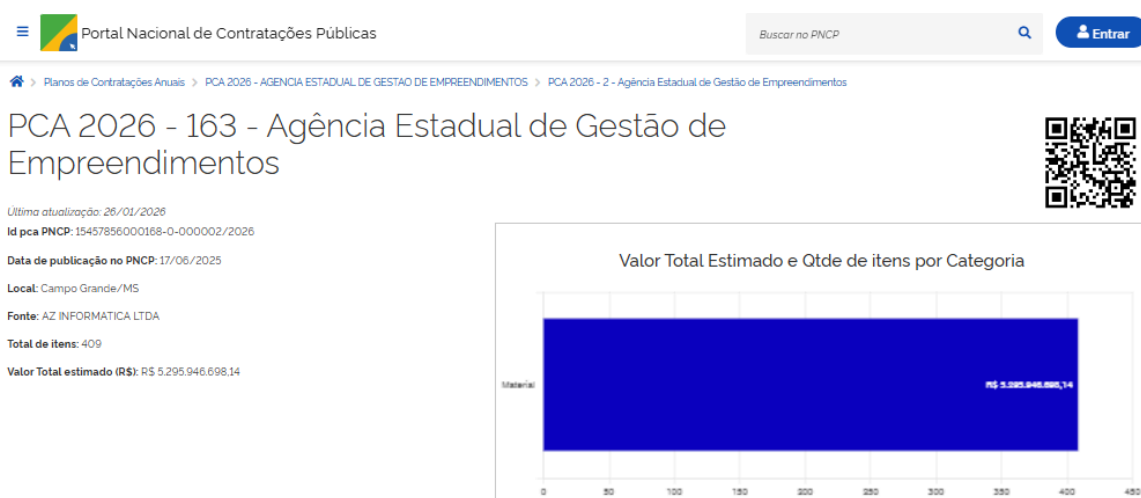 Portal Nacional de Contratações Públicas
Buscar no PNCP
Entrar
> Planos de Contratações Anuais > PCA 2026 - AGENCIA ESTADUAL DE GESTAO DE EMPREENDIMENTOS > PCA 2026 - 2 - Agência Estadual de Gestão de Empreendimentos
PCA 2026 - 163 - Agência Estadual de Gestão de
Empreendimentos
Última atualização: 26/01/2026
Id pca PNCP: 15457856000168-0-000002/2026
Data de publicação no PNCP: 17/06/2025
Local: Campo Grande/MS
Fonte: AZ INFORMATICA LTDA
Total de itens: 409
Valor Total estimado (R$): R$ 5.295.946.698,14
Valor Total Estimado e Qtde de itens por Categoria
Material
R$ 5.295.946.698,14
0 50 100 150 200 250 300 350 400 450